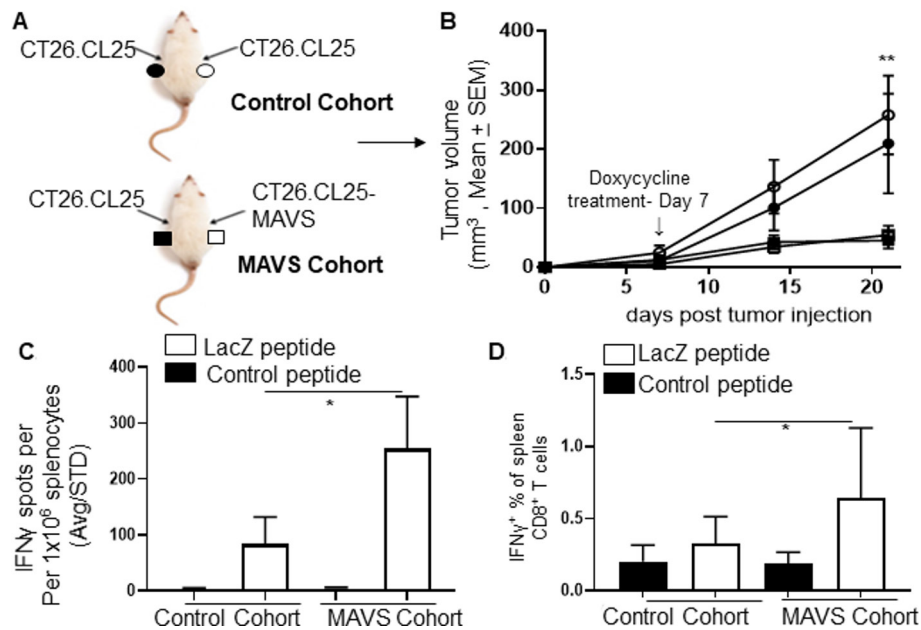 A
CT26.CL25
CT26.CL25
Control Cohort
CT26.CL25
CT26.CL25-
MAVS
MAVS Cohort
B
Tumor volume
(mm³, Mean ± SEM)
400
300
200
100
0
Doxycycline
treatment- Day 7
↓
**
0 5 10 15 20
days post tumor injection
C
LacZ peptide
Control peptide
IFNγ spots per
Per 1x10⁶ splenocytes
(Avg/STD)
400
300
200
100
0
*
Control Cohort MAVS Cohort
D
LacZ peptide
Control peptide
IFNγ⁺ % of spleen
CD8⁺ T cells
1.5
1.0
0.5
0.0
*
Control Cohort MAVS Cohort